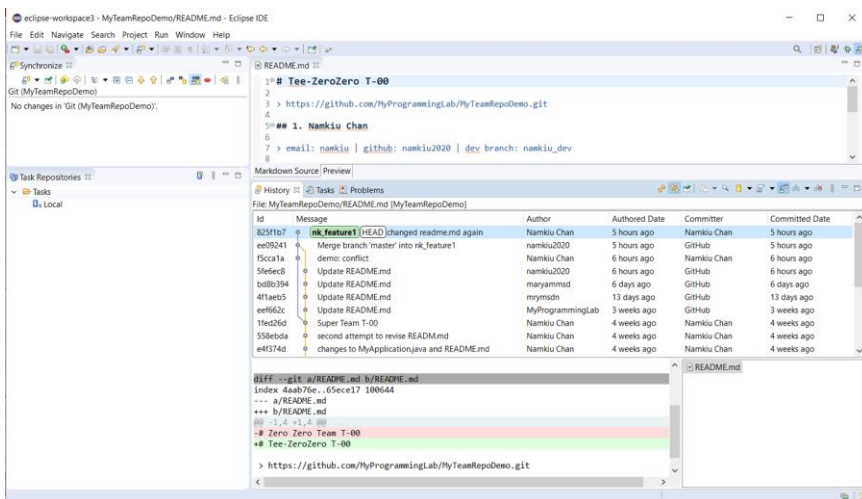 eclipse-workspace3 - MyTeamRepoDemo/README.md - Eclipse IDE
File Edit Navigate Search Project Run Window Help
Synchronize
Git (MyTeamRepoDemo)
No changes in 'Git (MyTeamRepoDemo)'.
Task Repositories
Tasks
Local
README.md
1 # Tee-ZeroZero T-00
2
3 > https://github.com/MyProgrammingLab/MyTeamRepoDemo.git
4
5 ## 1. Namkiu Chan
6
7 > email: namkiu | github: namkiu2020 | dev branch: namkiu_dev
8
Markdown Source Preview
History Tasks Problems
File: MyTeamRepoDemo/README.md [MyTeamRepoDemo]
Id Message Author Authored Date Committer Committed Date
825f1b7 nk_feature1 HEAD changed readme.md again Namkiu Chan 5 hours ago Namkiu Chan 5 hours ago
ee09241 Merge branch 'master' into nk_feature1 namkiu2020 5 hours ago GitHub 5 hours ago
f5cca1a demo: conflict Namkiu Chan 6 hours ago Namkiu Chan 6 hours ago
5fe6ec8 Update README.md namkiu2020 6 hours ago GitHub 6 hours ago
bd8b394 Update README.md maryammsd 6 days ago GitHub 6 days ago
4f1aeb5 Update README.md mrymsdn 13 days ago GitHub 13 days ago
eef662c Update README.md MyProgrammingLab 3 weeks ago GitHub 3 weeks ago
1fed26d Super Team T-00 Namkiu Chan 4 weeks ago Namkiu Chan 4 weeks ago
558ebda second attempt to revise READM.md Namkiu Chan 4 weeks ago Namkiu Chan 4 weeks ago
e4f374d changes to MyApplication.java and README.md Namkiu Chan 4 weeks ago Namkiu Chan 4 weeks ago
diff --git a/README.md b/README.md
index 4aab76e..65ece17 100644
--- a/README.md
+++ b/README.md
@@ -1,4 +1,4 @@
-# Zero Zero Team T-00
+# Tee-ZeroZero T-00
> https://github.com/MyProgrammingLab/MyTeamRepoDemo.git
README.md